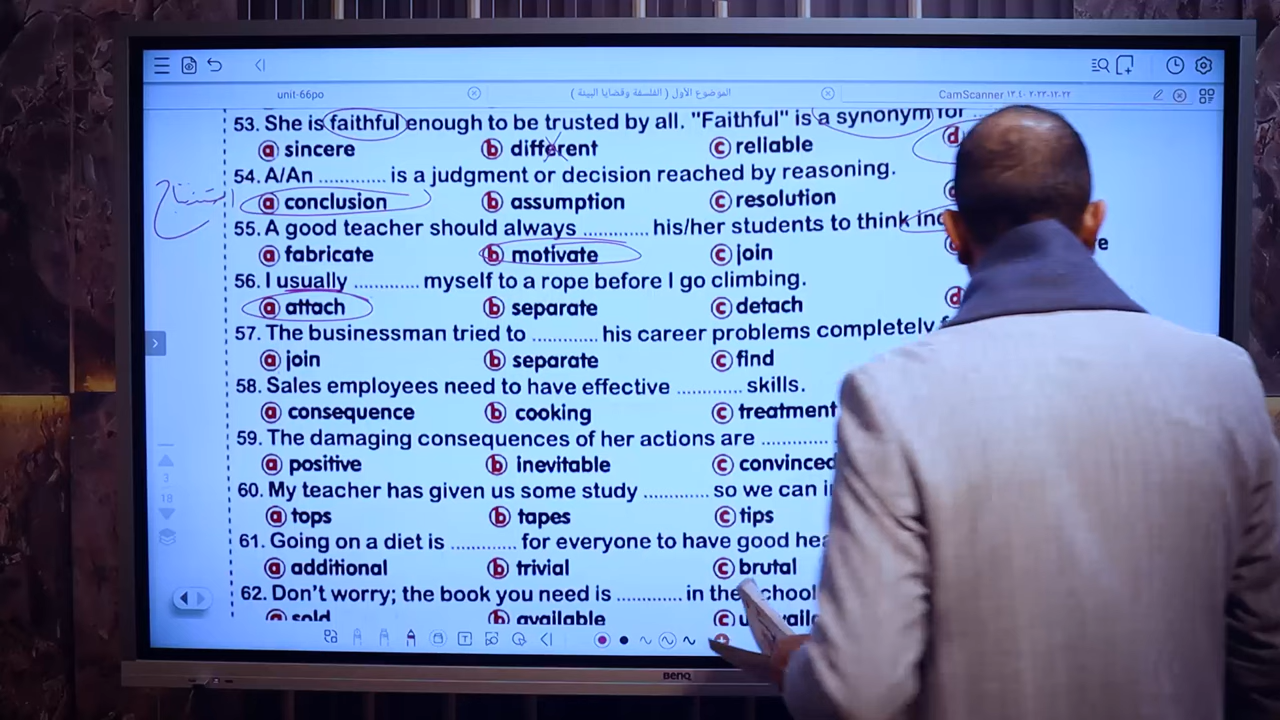 unit-66po
الموضوع الأول ( الفلسفة وقضايا البيئة )
CamScanner ١٣.٤٠ ٢٠٢٣-١٢-٢٢
53. She is faithful enough to be trusted by all. "Faithful" is a synonym for
a sincere b different c reliable d
54. A/An ............ is a judgment or decision reached by reasoning.
a conclusion b assumption c resolution
استنتاج
55. A good teacher should always ............ his/her students to think
a fabricate b motivate c join
56. I usually ............ myself to a rope before I go climbing.
a attach b separate c detach d
57. The businessman tried to ............ his career problems completely
a join b separate c find
58. Sales employees need to have effective ............ skills.
a consequence b cooking c treatment
59. The damaging consequences of her actions are ............
a positive b inevitable c convinced
60. My teacher has given us some study ............ so we can
a tops b tapes c tips
61. Going on a diet is ............ for everyone to have good
a additional b trivial c brutal
62. Don't worry; the book you need is ............ in the school
a sold b available c
3
18
BenQ